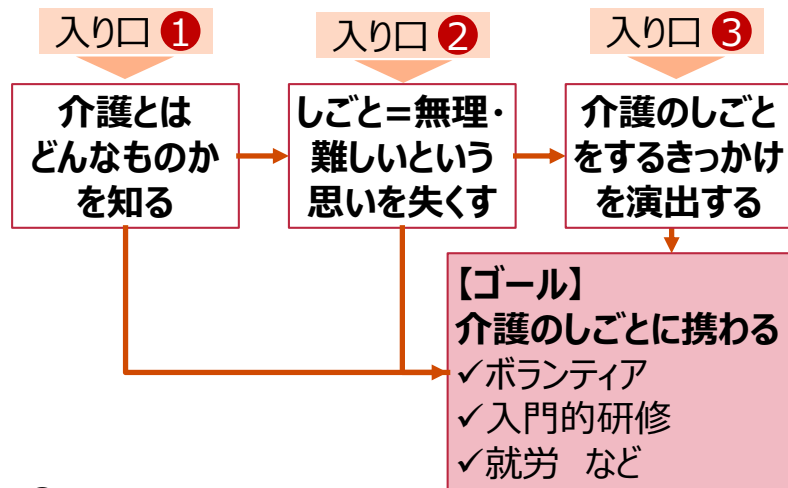 入り口 ❶
入り口 ❷
入り口 ❸
介護とは
どんなものか
を知る
しごと=無理・
難しいという
思いを失くす
介護のしごと
をするきっかけ
を演出する
【ゴール】
介護のしごとに携わる
✓ボランティア
✓入門的研修
✓就労 など